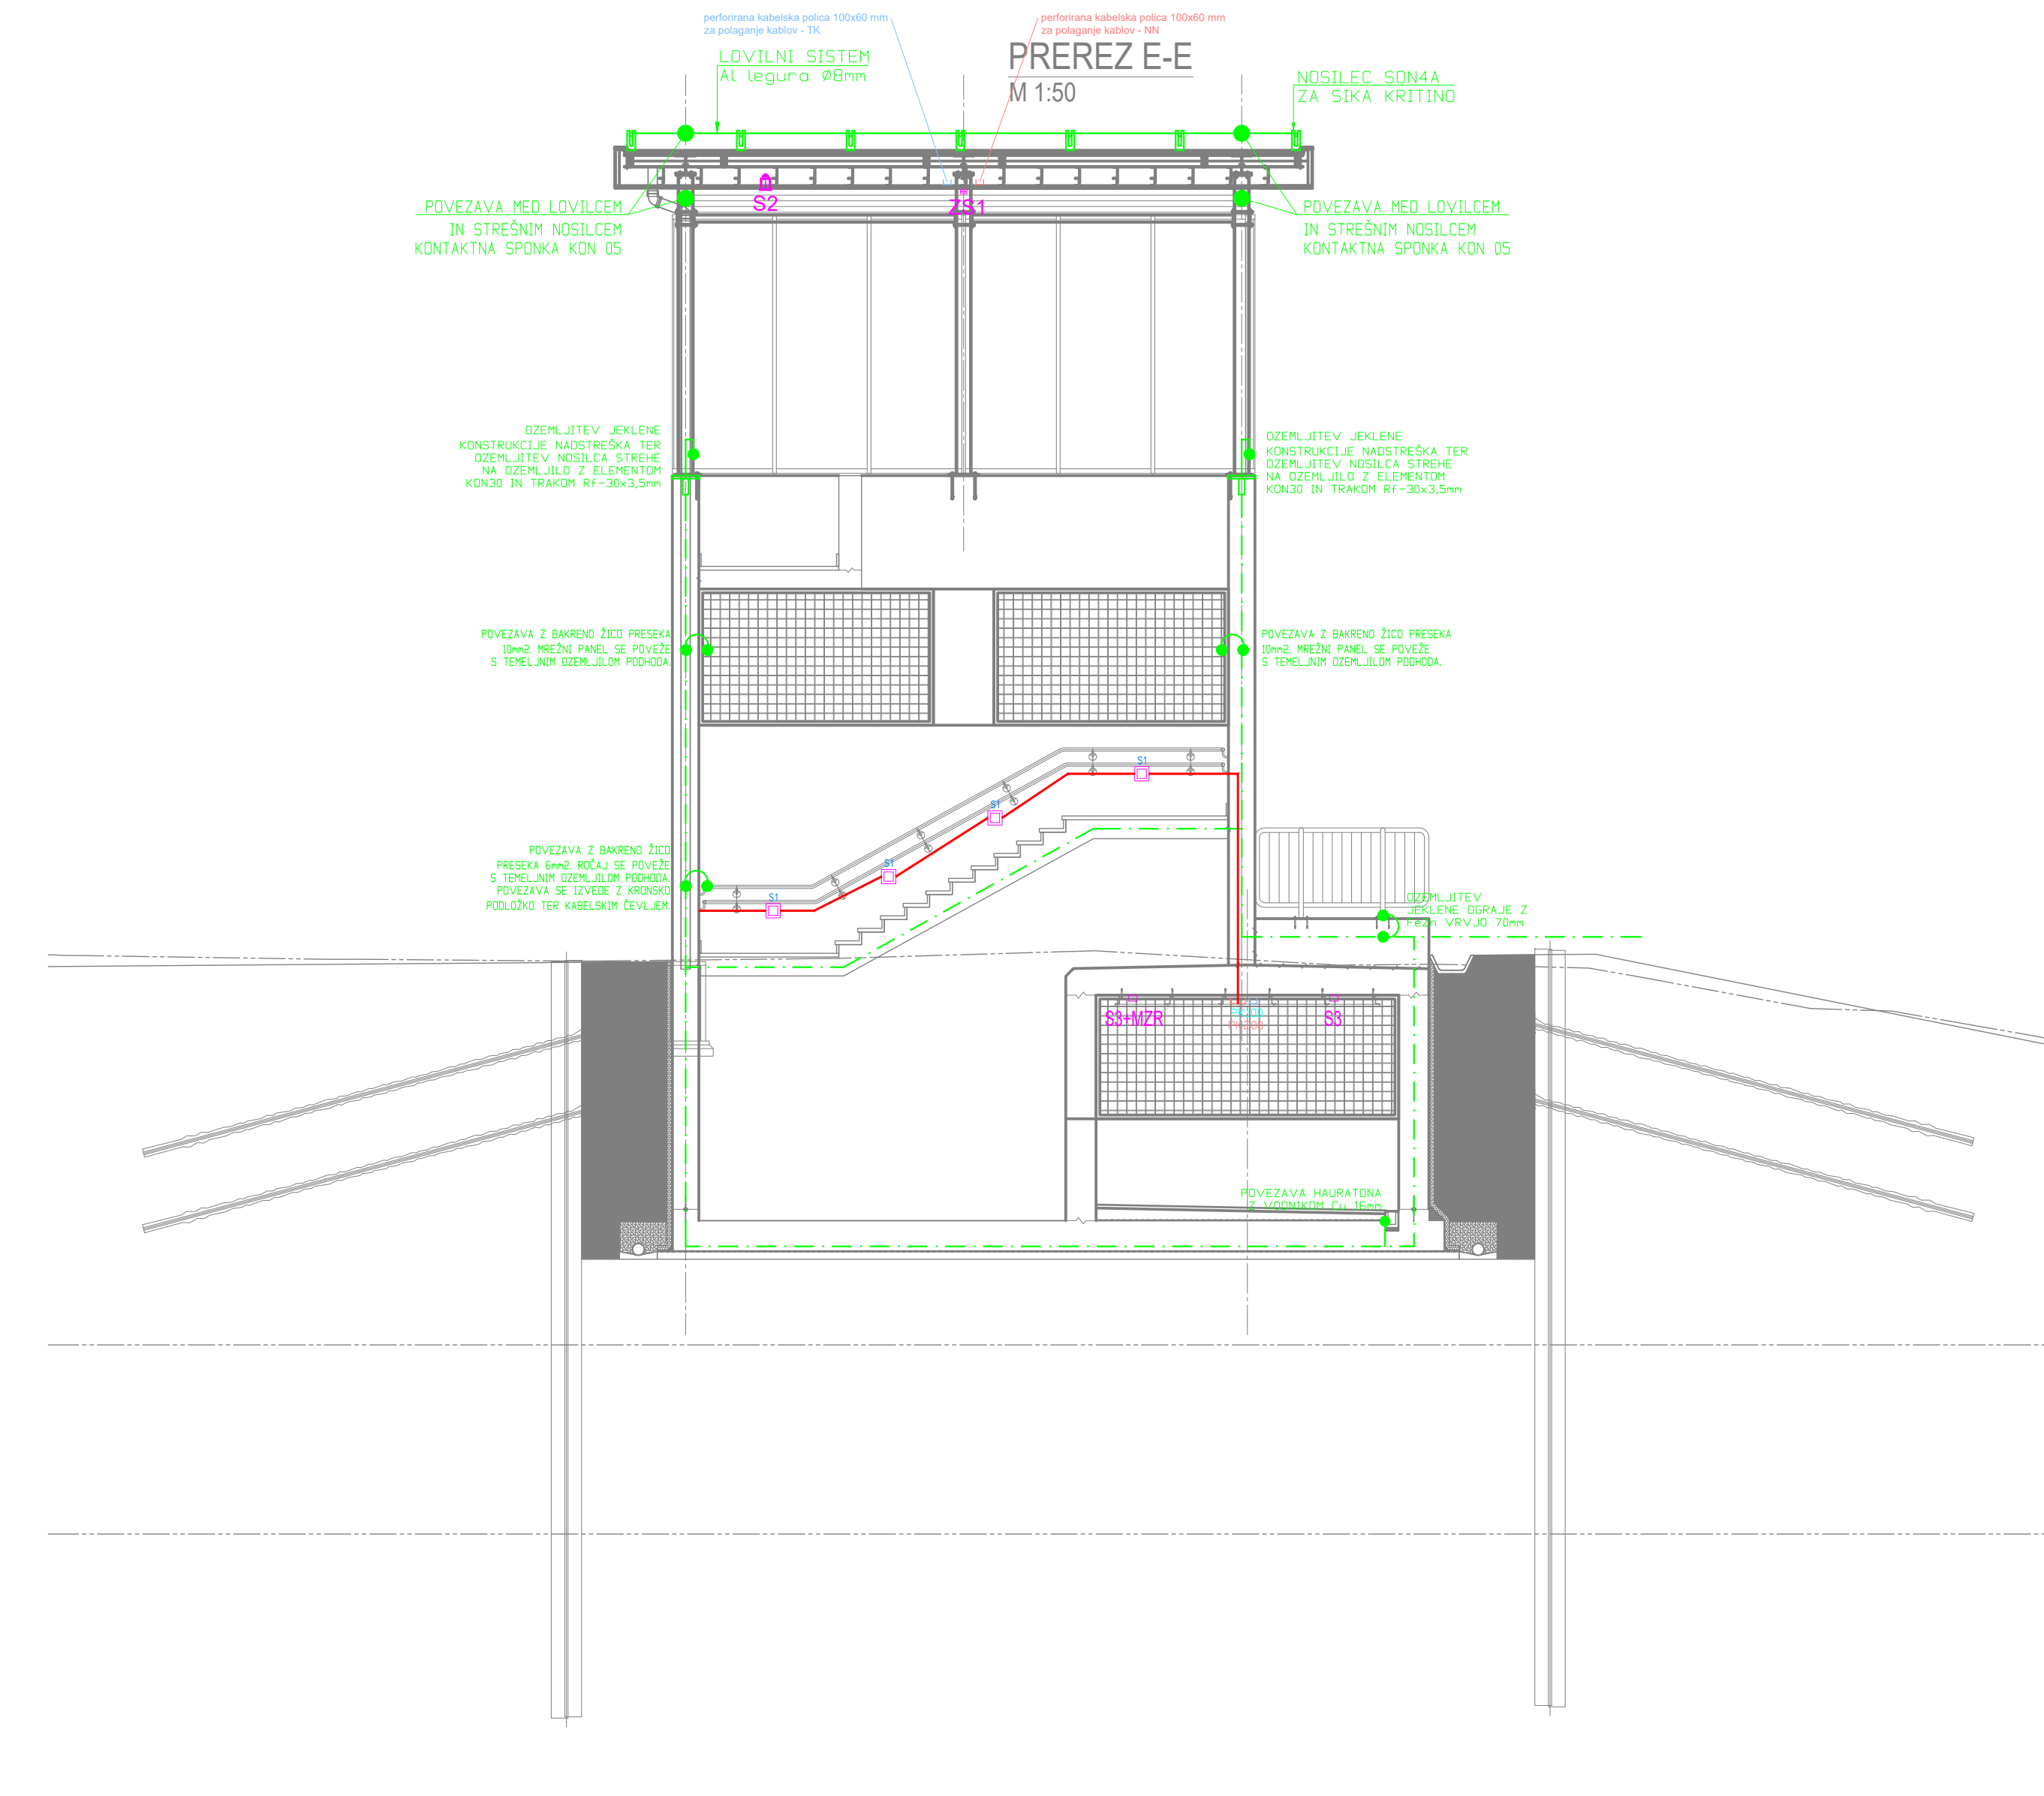 perforirana kabelska polica 100x60 mm
za polaganje kablov - TK
perforirana kabelska polica 100x60 mm
za polaganje kablov - NN
PREREZ E-E
M 1:50
LOVILNI SISTEM
Al legura Ø8mm
NOSILEC SON4A
ZA SIKA KRITINO
S2
ZS1
POVEZAVA MED LOVILCEM
IN STREŠNIM NOSILCEM
KONTAKTNA SPONKA KON 05
POVEZAVA MED LOVILCEM
IN STREŠNIM NOSILCEM
KONTAKTNA SPONKA KON 05
OZEMLJITEV JEKLENE
KONSTRUKCIJE NADSTREŠKA TER
OZEMLJITEV NOSILCA STREHE
NA OZEMLJILO Z ELEMENTOM
KON30 IN TRAKOM Rf-30x3,5mm
OZEMLJITEV JEKLENE
KONSTRUKCIJE NADSTREŠKA TER
OZEMLJITEV NOSILCA STREHE
NA OZEMLJILO Z ELEMENTOM
KON30 IN TRAKOM Rf-30x3,5mm
POVEZAVA Z BAKRENO ŽICO PRESEKA
10mm2. MREŽNI PANEL SE POVEŽE
S TEMELJNIM OZEMLJILOM PODHODA.
POVEZAVA Z BAKRENO ŽICO PRESEKA
10mm2. MREŽNI PANEL SE POVEŽE
S TEMELJNIM OZEMLJILOM PODHODA.
S1
S1
S1
S1
POVEZAVA Z BAKRENO ŽICO
PRESEKA 6mm2. ROČAJ SE POVEŽE
S TEMELJNIM OZEMLJILOM PODHODA.
POVEZAVA SE IZVEDE Z KRONSKO
PODLOŽKO TER KABELSKIM ČEVLJEM.
OZEMLJITEV
JEKLENE OGRAJE Z
FeZn VRVJO 70mm
S3+MZR
PK200
PK200
S3
POVEZAVA HAURATONA
Z VODNIKOM Cu 16mm